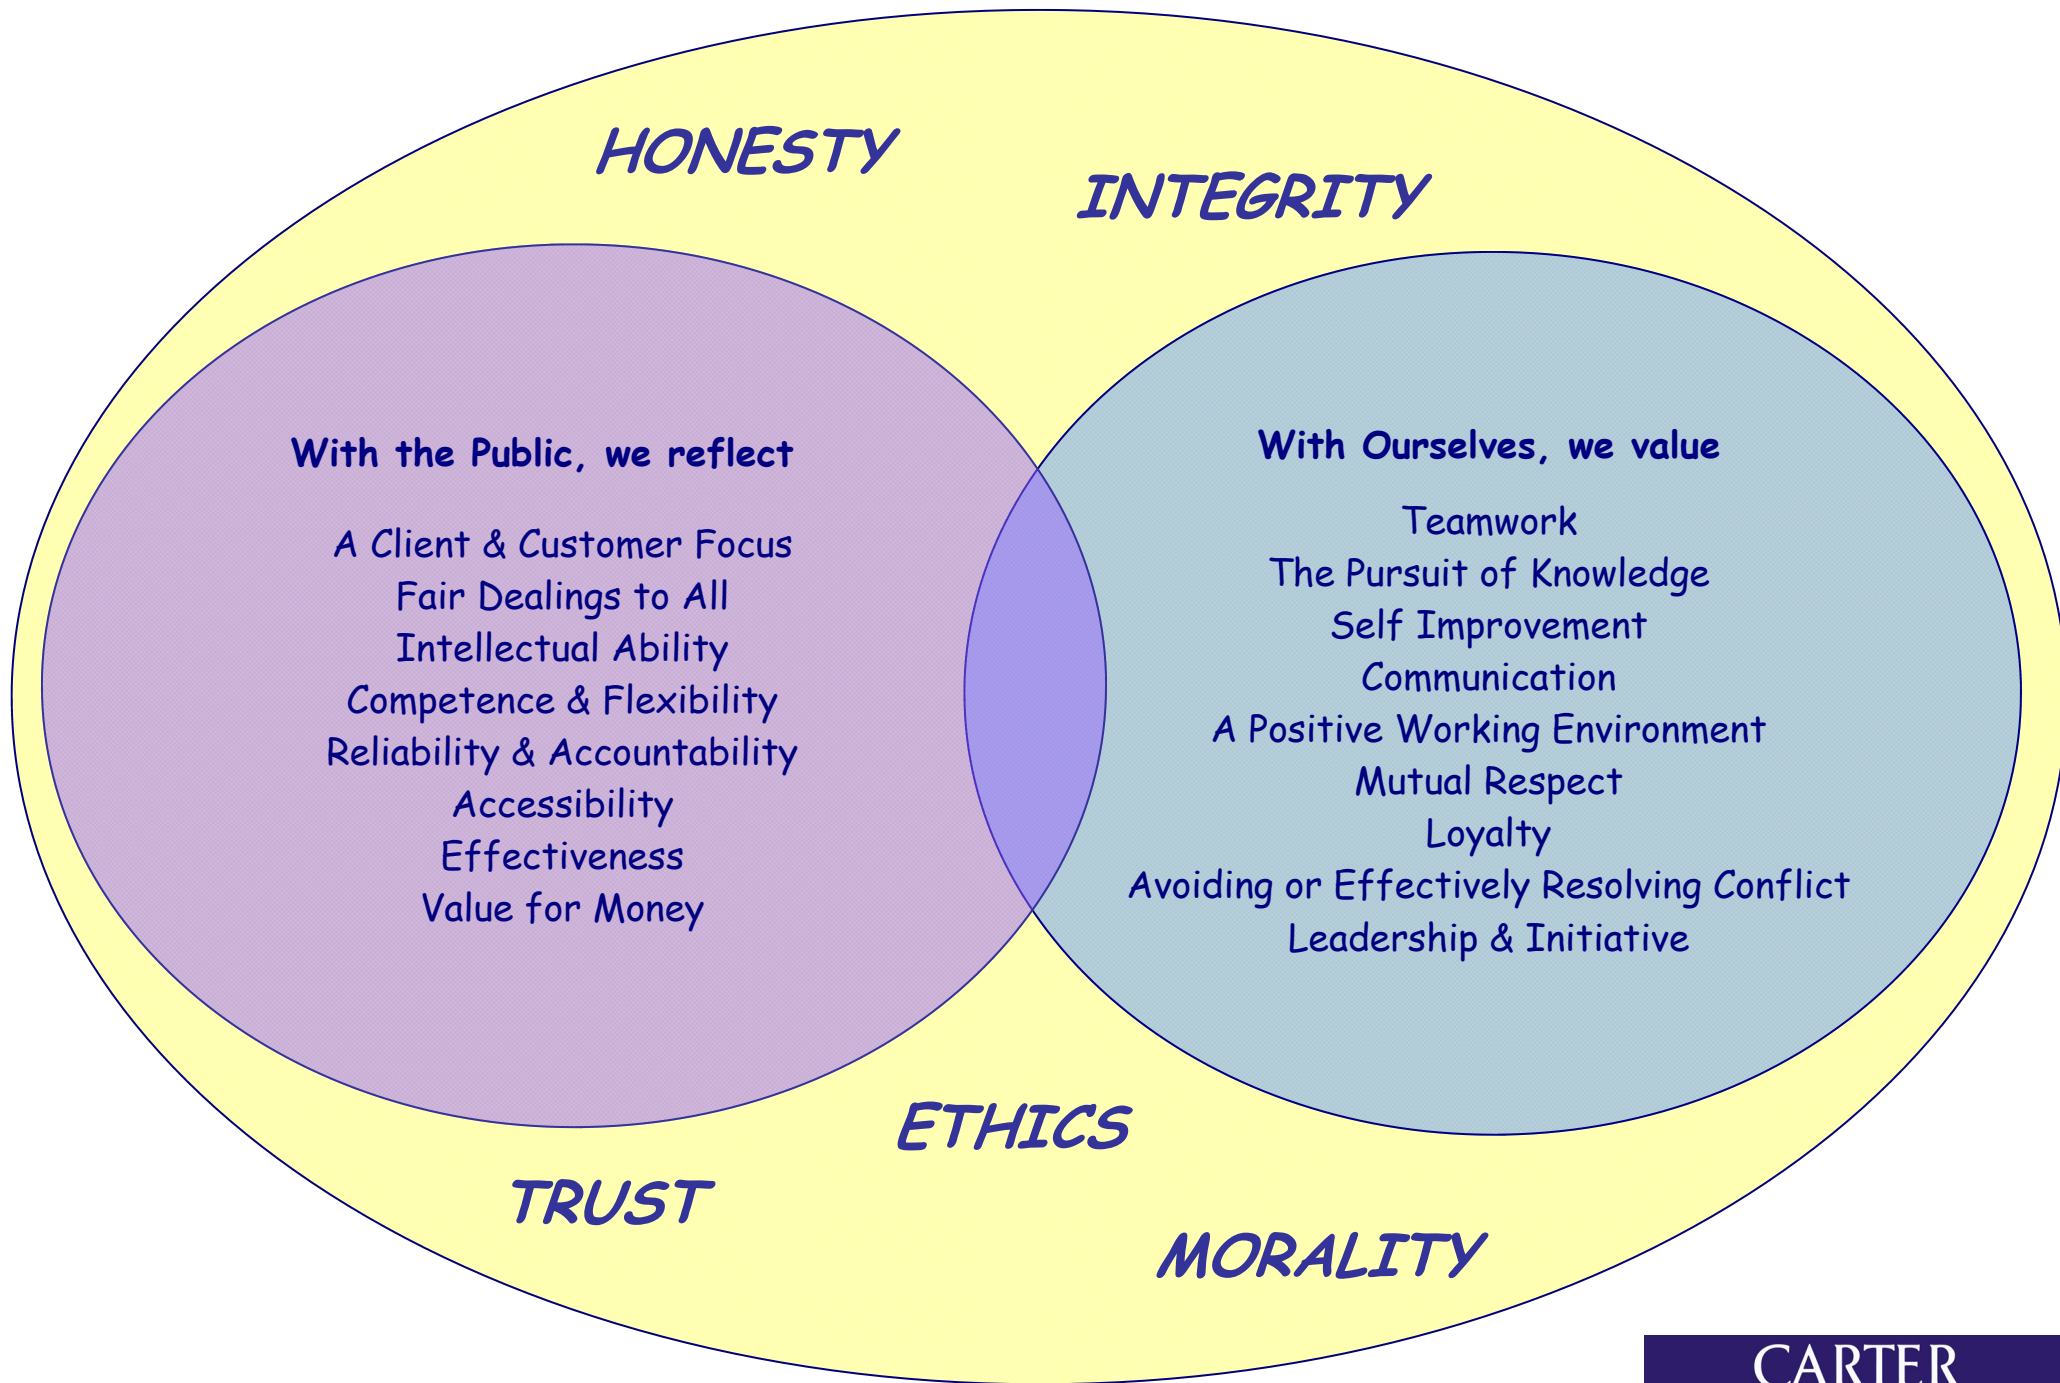 HONESTY
INTEGRITY
With the Public, we reflect
A Client & Customer Focus
Fair Dealings to All
Intellectual Ability
Competence & Flexibility
Reliability & Accountability
Accessibility
Effectiveness
Value for Money
With Ourselves, we value
Teamwork
The Pursuit of Knowledge
Self Improvement
Communication
A Positive Working Environment
Mutual Respect
Loyalty
Avoiding or Effectively Resolving Conflict
Leadership & Initiative
ETHICS
TRUST
MORALITY
CARTER